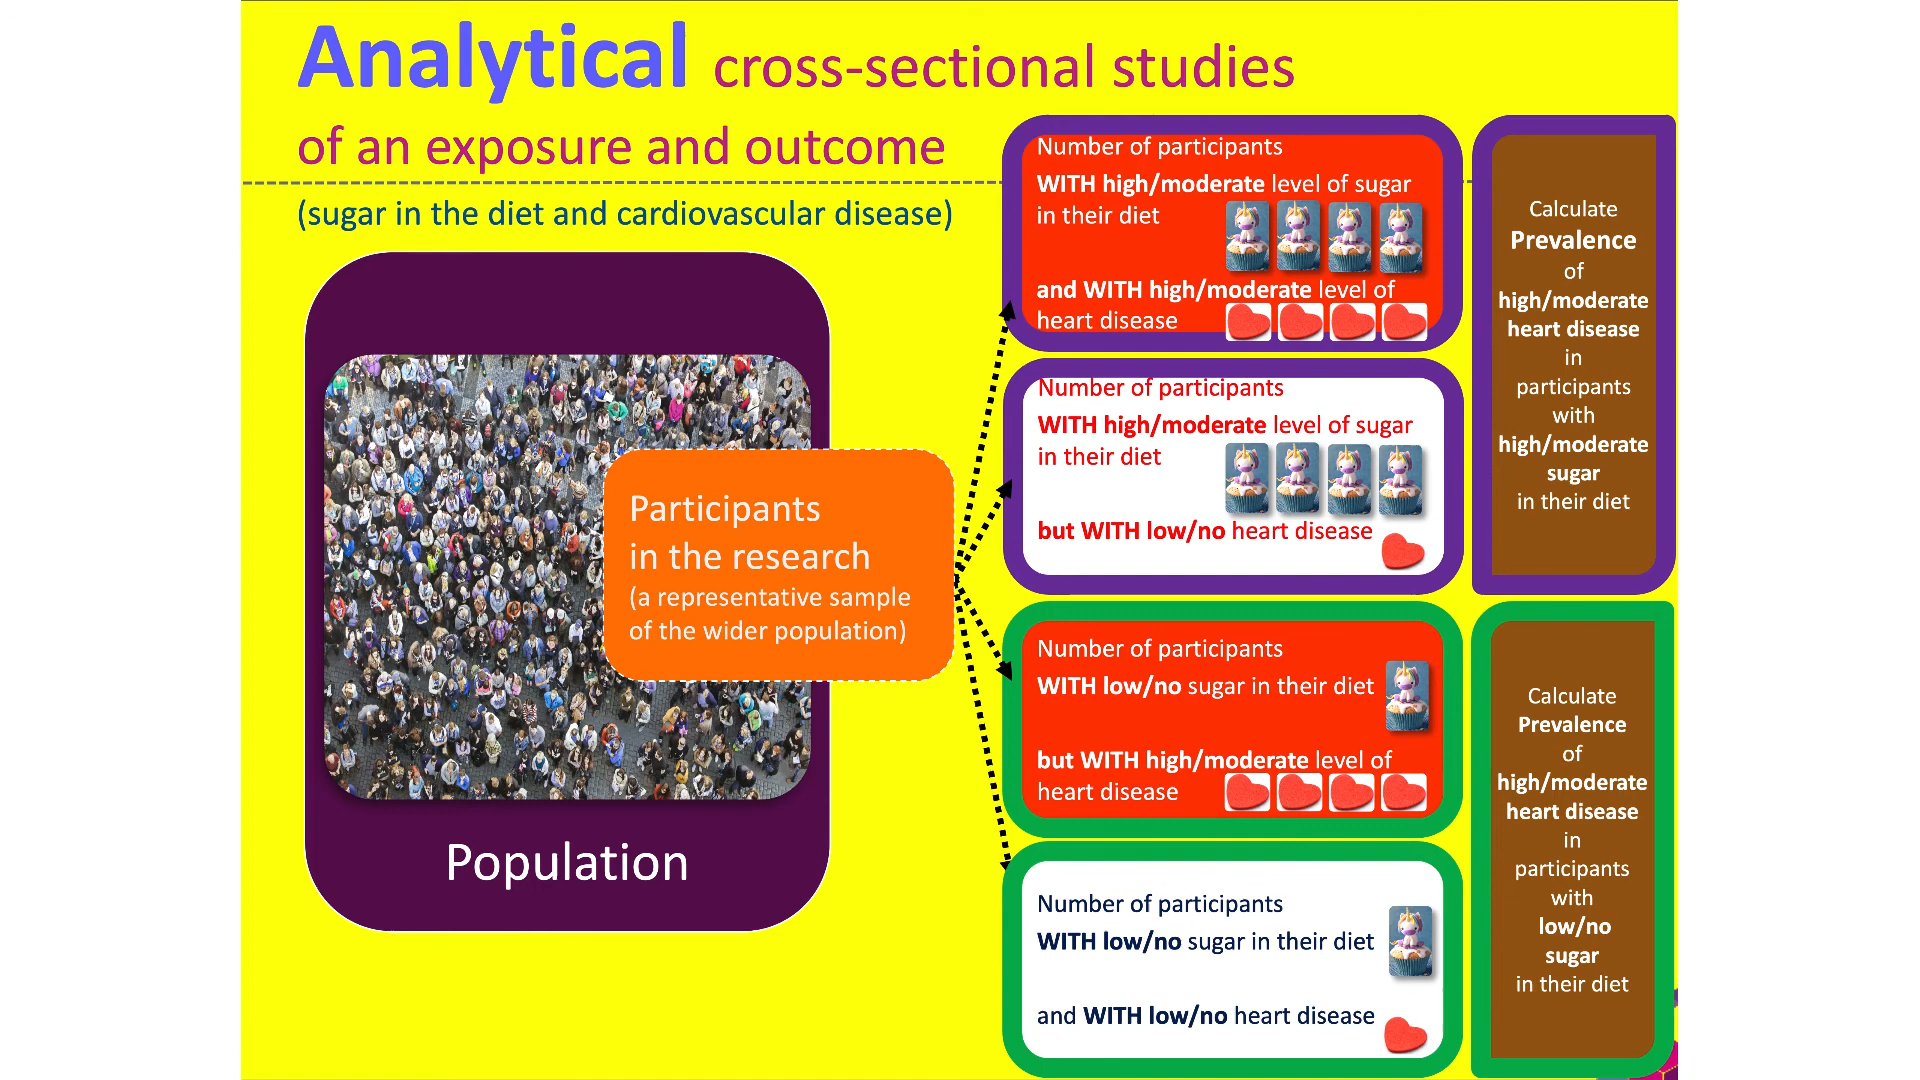 Analytical cross-sectional studies
of an exposure and outcome
(sugar in the diet and cardiovascular disease)
Population
Participants
in the research
(a representative sample
of the wider population)
Number of participants
WITH high/moderate level of sugar
in their diet
and WITH high/moderate level of
heart disease
Number of participants
WITH high/moderate level of sugar
in their diet
but WITH low/no heart disease
Calculate
Prevalence
of
high/moderate
heart disease
in
participants
with
high/moderate
sugar
in their diet
Number of participants
WITH low/no sugar in their diet
but WITH high/moderate level of
heart disease
Number of participants
WITH low/no sugar in their diet
and WITH low/no heart disease
Calculate
Prevalence
of
high/moderate
heart disease
in
participants
with
low/no
sugar
in their diet